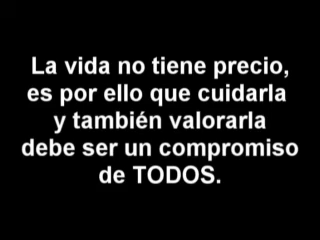 La vida no tiene precio,
es por ello que cuidarla
y también valorarla
debe ser un compromiso
de TODOS.